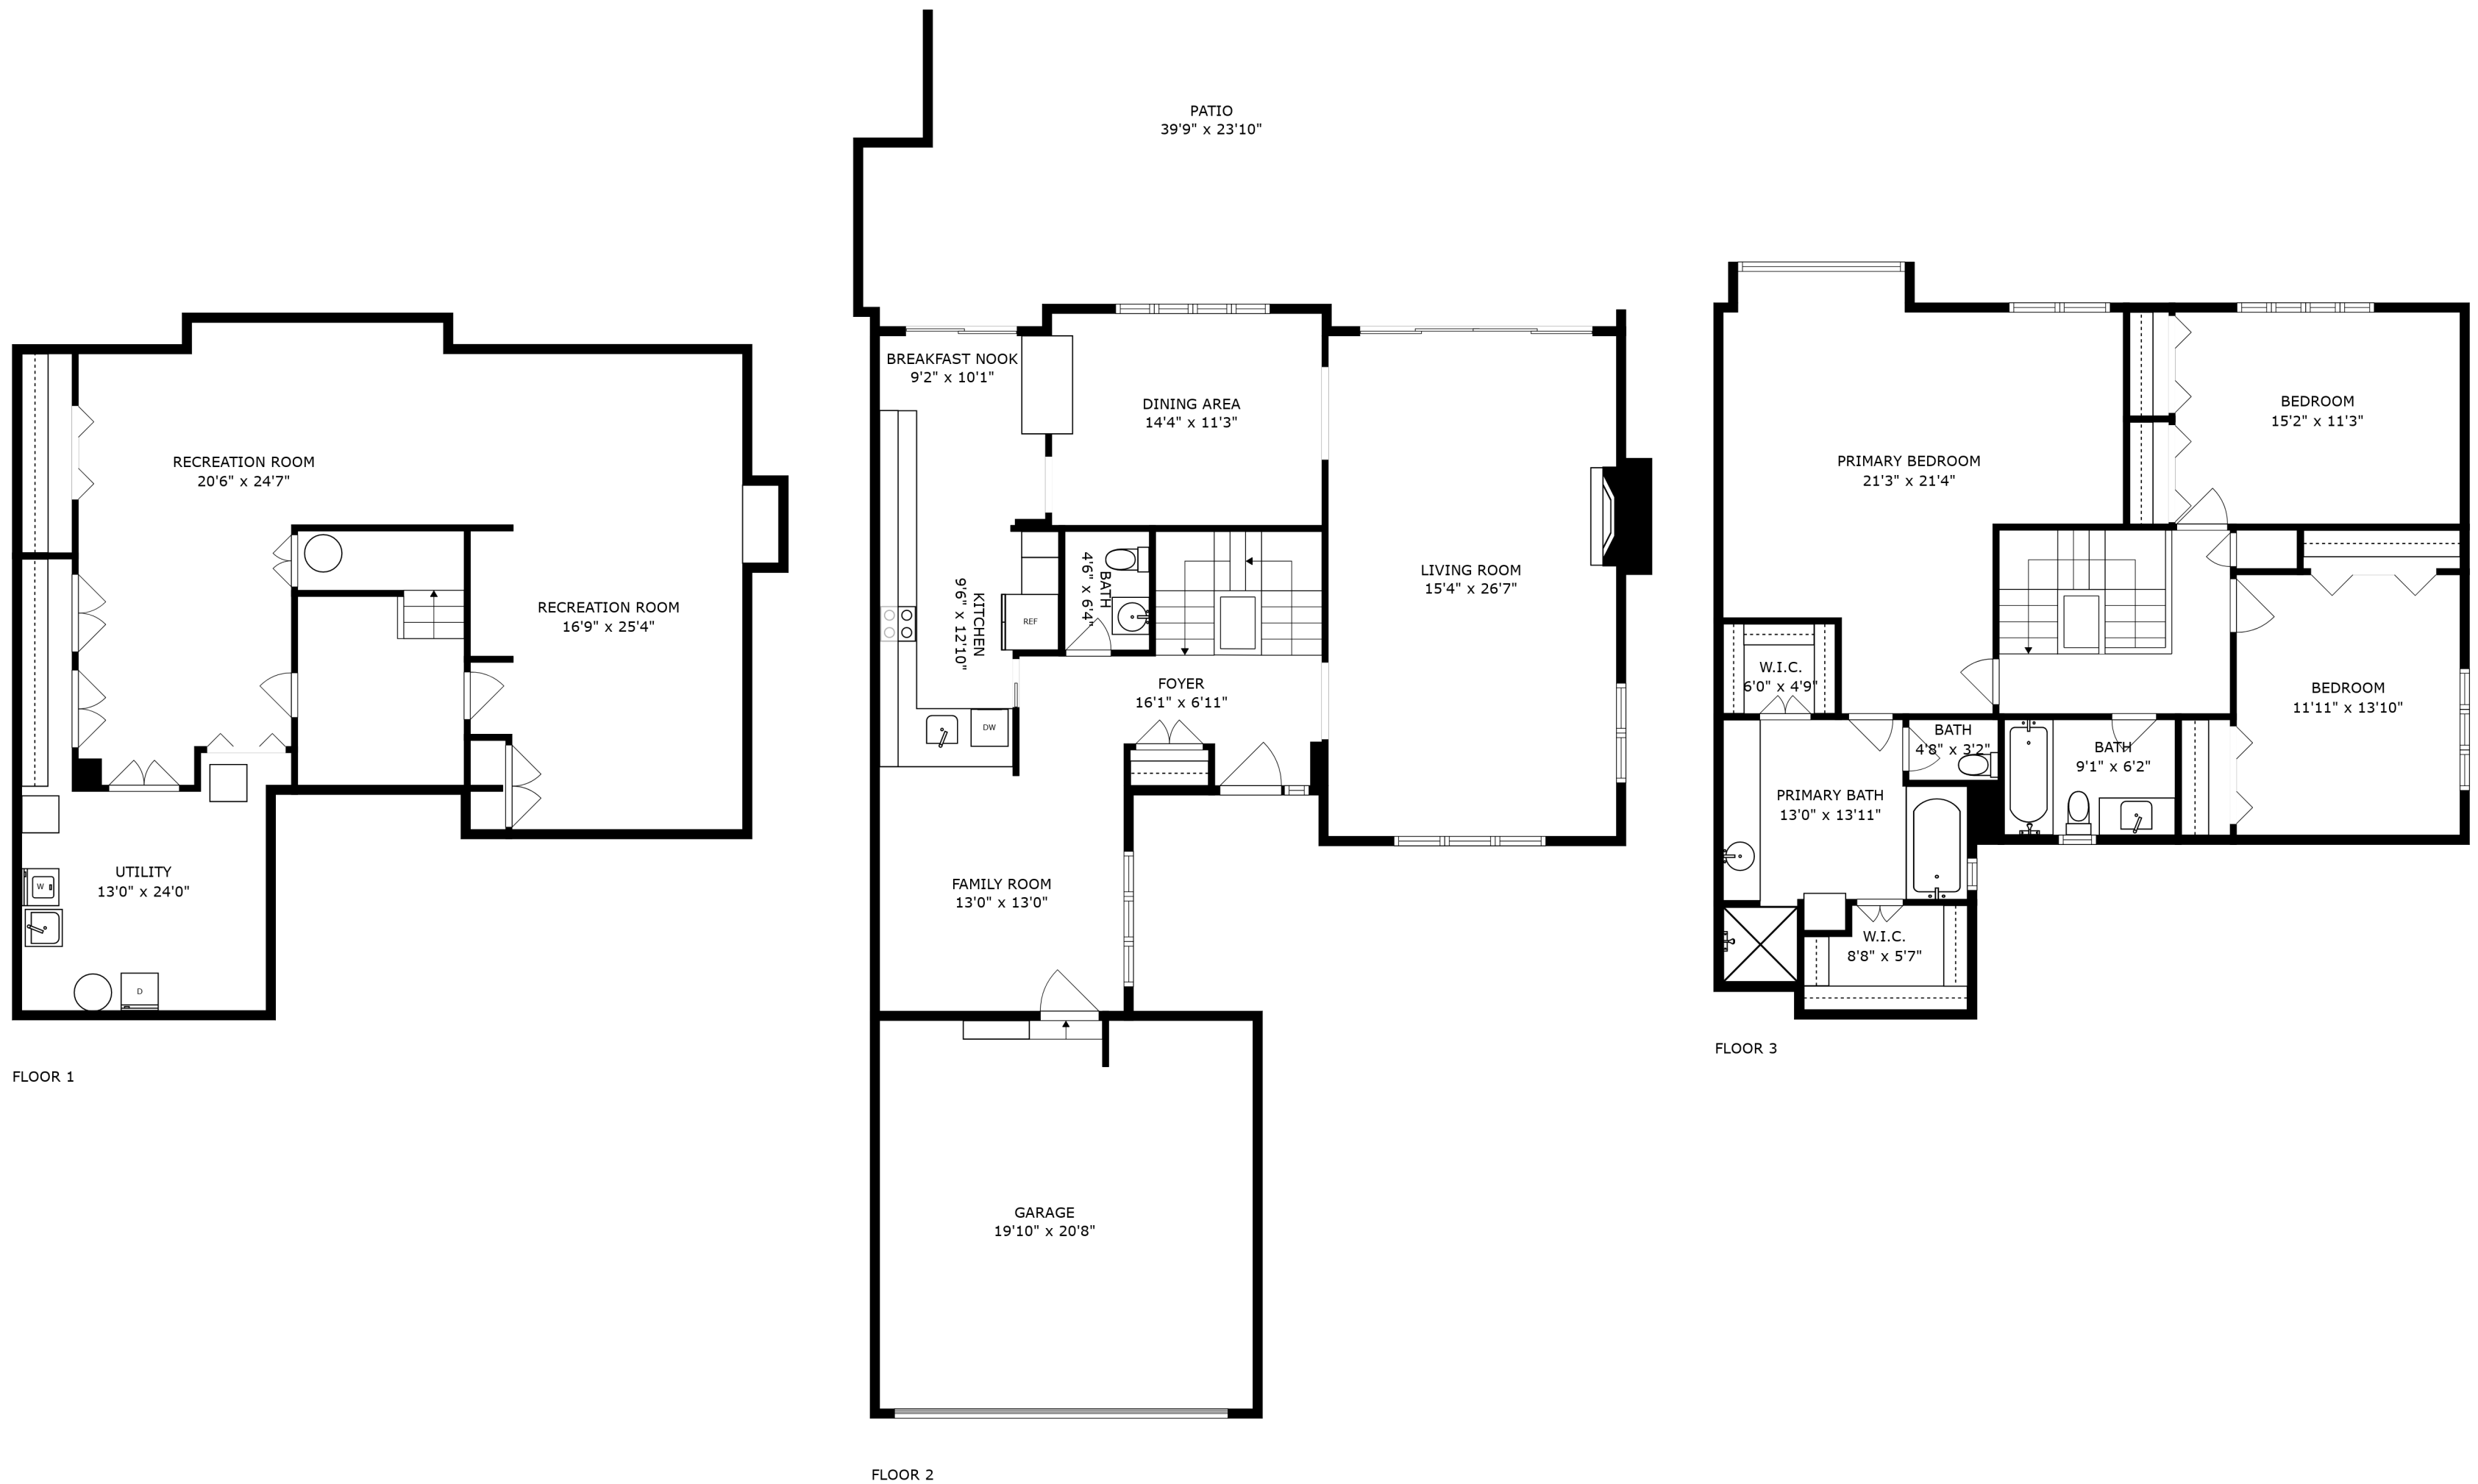 RECREATION ROOM
20'6" x 24'7"
RECREATION ROOM
16'9" x 25'4"
UTILITY
13'0" x 24'0"
W
D
FLOOR 1
PATIO
39'9" x 23'10"
BREAKFAST NOOK
9'2" x 10'1"
DINING AREA
14'4" x 11'3"
KITCHEN
9'6" x 12'10"
REF
BATH
4'6" x 6'4"
LIVING ROOM
15'4" x 26'7"
FOYER
16'1" x 6'11"
DW
FAMILY ROOM
13'0" x 13'0"
GARAGE
19'10" x 20'8"
FLOOR 2
PRIMARY BEDROOM
21'3" x 21'4"
BEDROOM
15'2" x 11'3"
W.I.C.
6'0" x 4'9"
BEDROOM
11'11" x 13'10"
BATH
4'8" x 3'2"
BATH
9'1" x 6'2"
PRIMARY BATH
13'0" x 13'11"
W.I.C.
8'8" x 5'7"
FLOOR 3